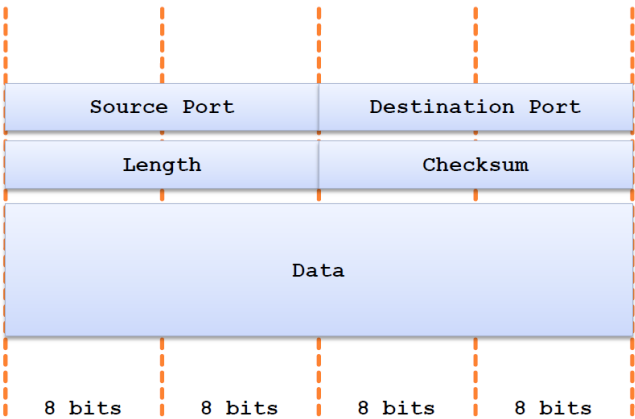 Source Port Destination Port
Length Checksum
Data
8 bits 8 bits 8 bits 8 bits